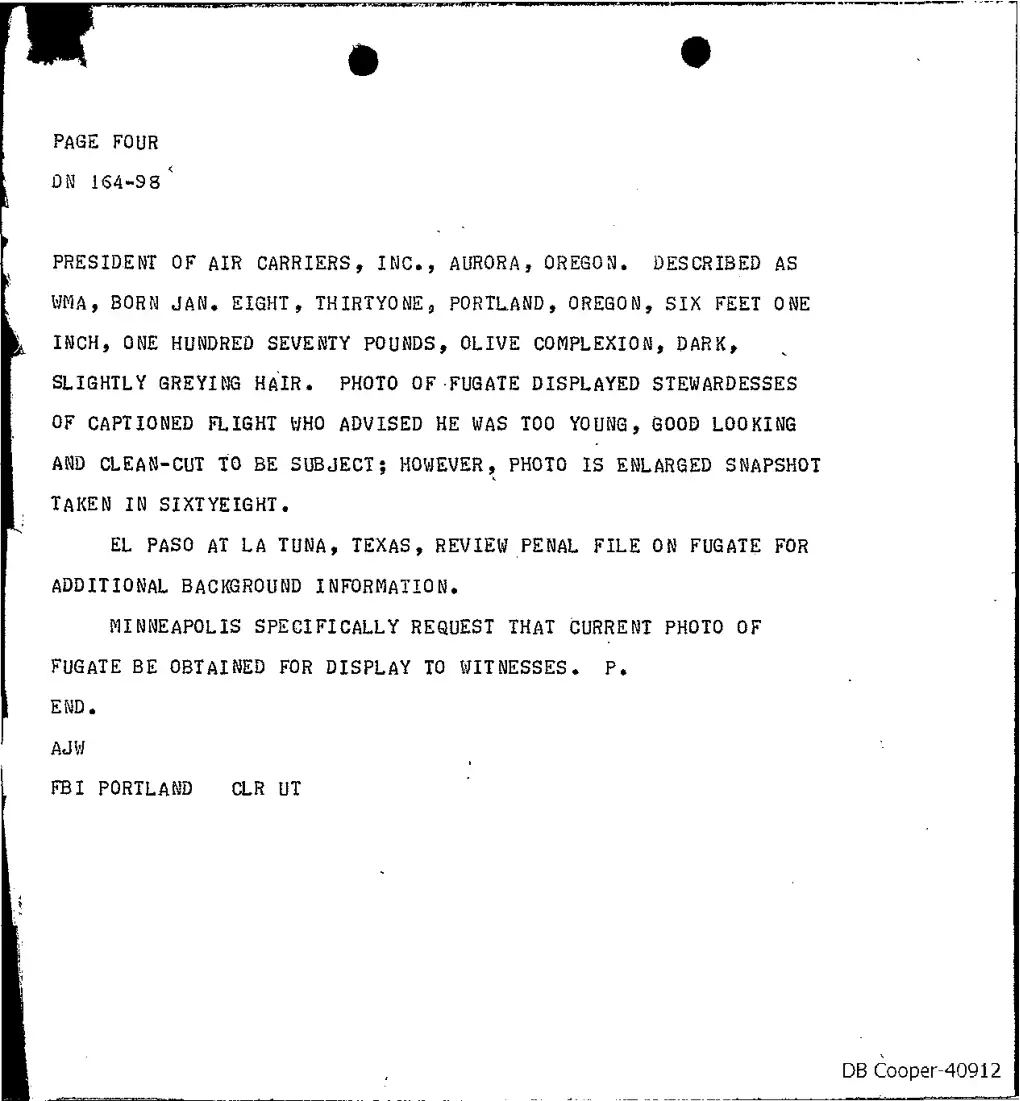 PAGE FOUR
DN 164-98
PRESIDENT OF AIR CARRIERS, INC., AURORA, OREGON. DESCRIBED AS
WMA, BORN JAN. EIGHT, THIRTYONE, PORTLAND, OREGON, SIX FEET ONE
INCH, ONE HUNDRED SEVENTY POUNDS, OLIVE COMPLEXION, DARK,
SLIGHTLY GREYING HAIR. PHOTO OF FUGATE DISPLAYED STEWARDESSES
OF CAPTIONED FLIGHT WHO ADVISED HE WAS TOO YOUNG, GOOD LOOKING
AND CLEAN-CUT TO BE SUBJECT; HOWEVER, PHOTO IS ENLARGED SNAPSHOT
TAKEN IN SIXTYEIGHT.
EL PASO AT LA TUNA, TEXAS, REVIEW PENAL FILE ON FUGATE FOR
ADDITIONAL BACKGROUND INFORMATION.
MINNEAPOLIS SPECIFICALLY REQUEST THAT CURRENT PHOTO OF
FUGATE BE OBTAINED FOR DISPLAY TO WITNESSES. P.
END.
AJW
FBI PORTLAND CLR UT
DB Cooper-40912